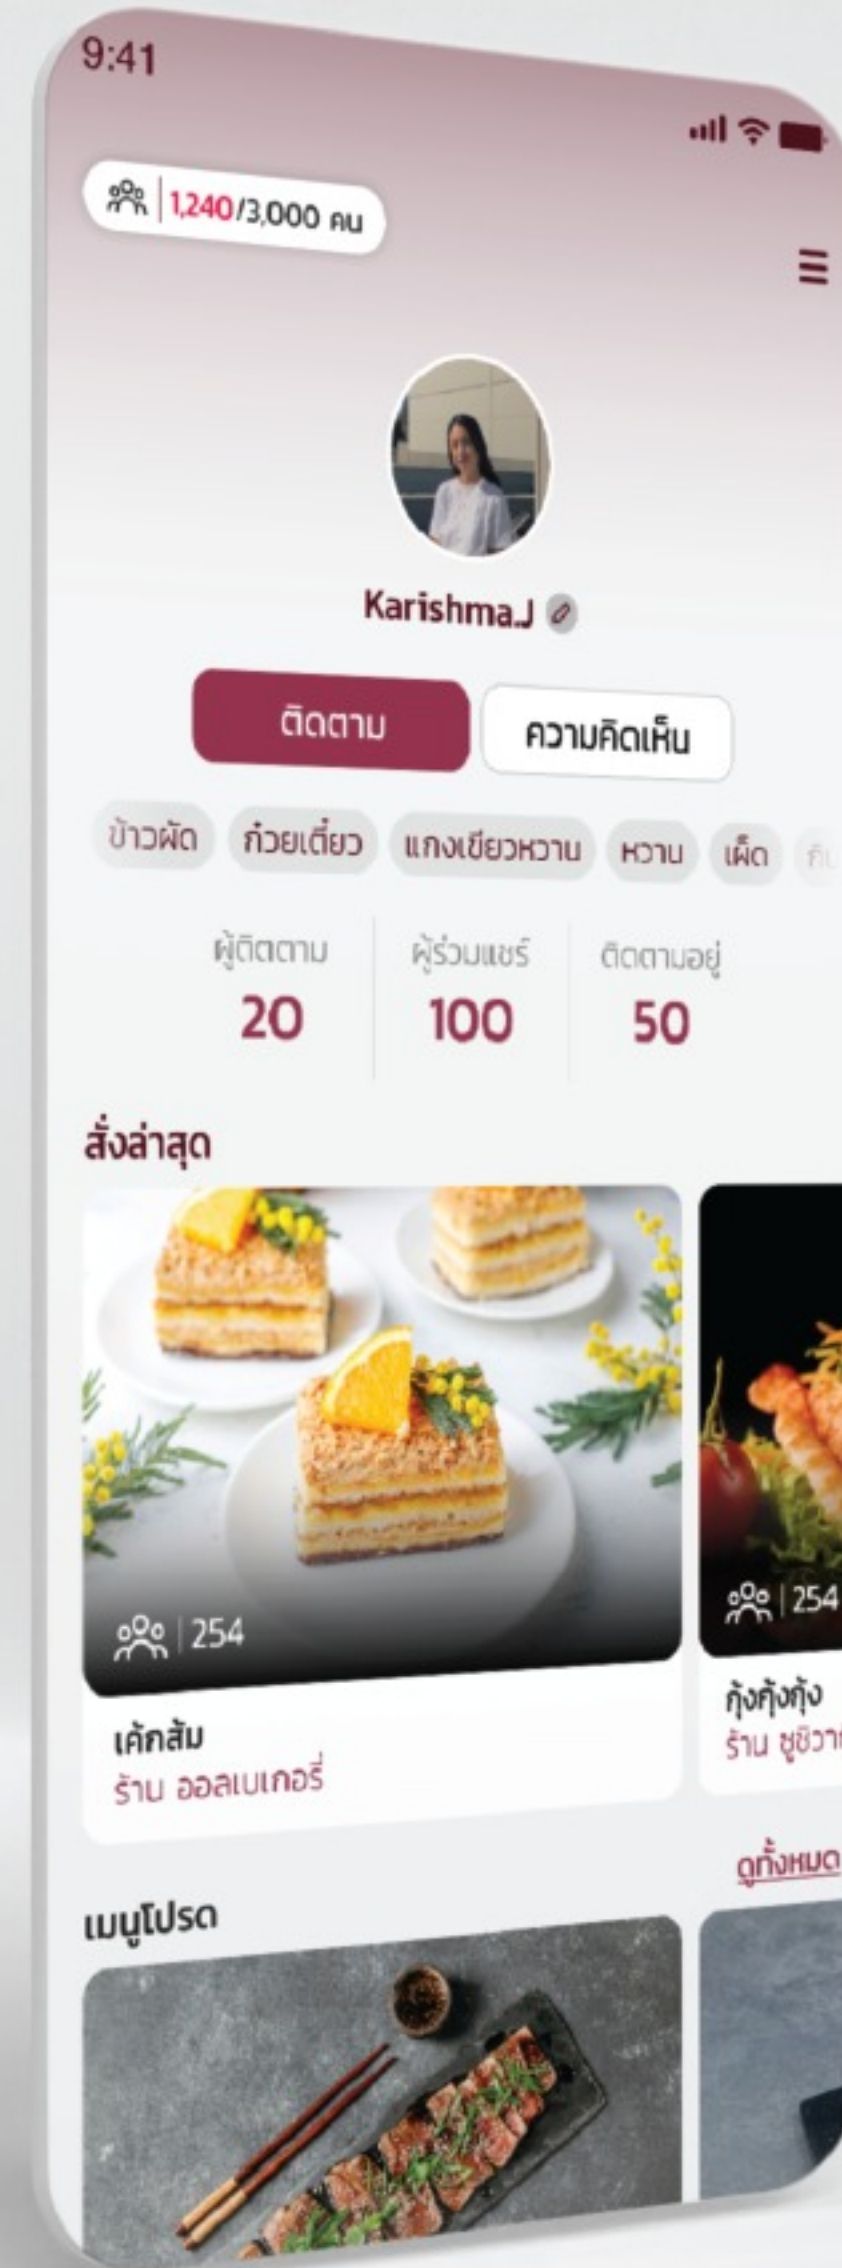 9:41
1,240/3,000 คน
Karishma.J
ติดตาม
ความคิดเห็น
ข้าวผัด ก๋วยเตี๋ยว แกงเขียวหวาน หวาน เผ็ด
ผู้ติตตาม ผู้ร่วมแชร์ ติดตามอยู่
20 100 50
สั่งล่าสุด
254
254
เค้กส้ม
ร้าน ออลเบเกอรี่
กุ้งกุ้งกุ้ง
ร้าน
ดูทั้งหมด
เมนูโปรด